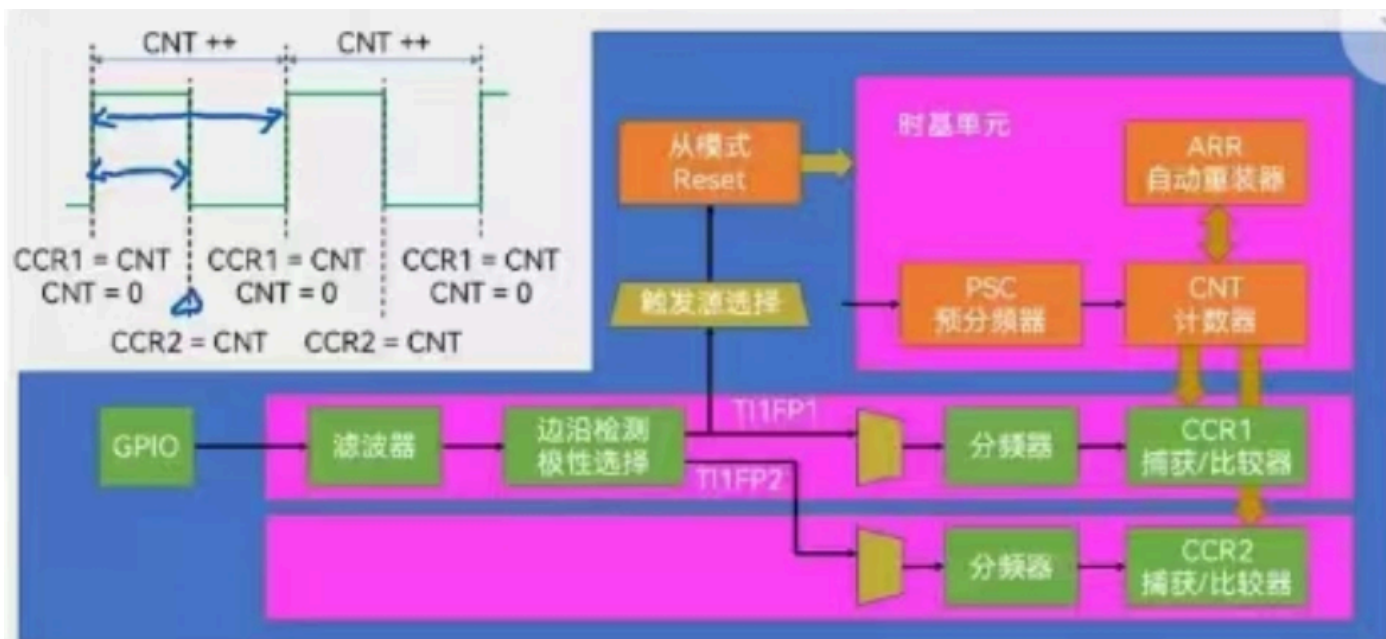 CNT ++
CNT ++
CCR1 = CNT
CNT = 0
CCR1 = CNT
CNT = 0
CCR1 = CNT
CNT = 0
CCR2 = CNT
CCR2 = CNT
从模式
Reset
触发源选择
时基单元
ARR
自动重装器
PSC
预分频器
CNT
计数器
GPIO
滤波器
边沿检测
极性选择
TI1FP1
TI1FP2
分频器
CCR1
捕获/比较器
分频器
CCR2
捕获/比较器